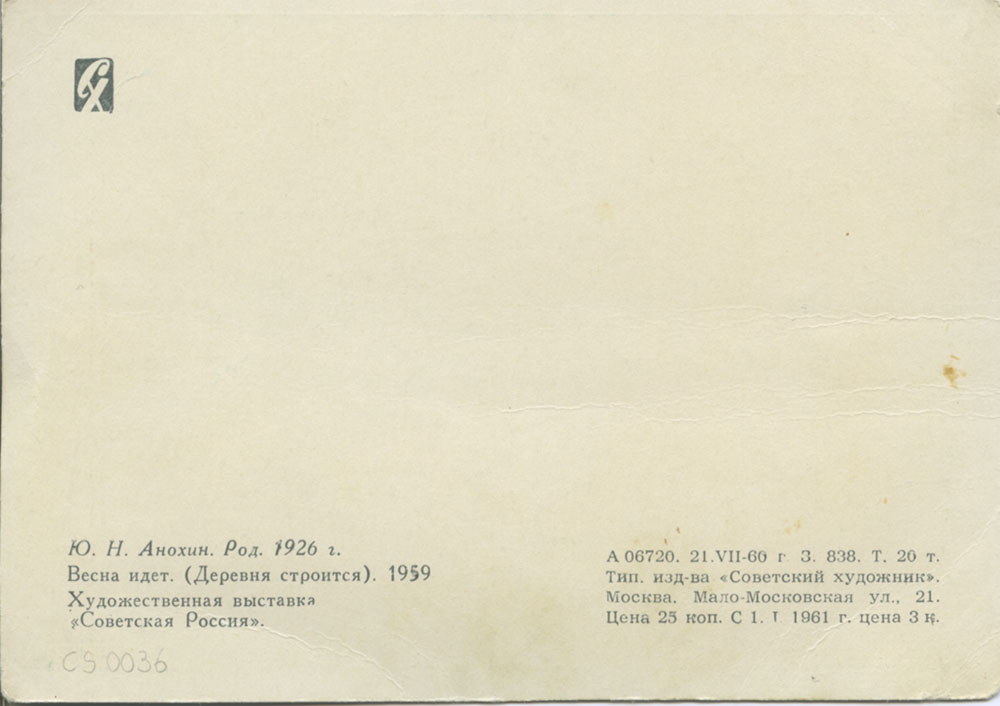 СХ
Ю. Н. Анохин. Род. 1926 г.
Весна идет. (Деревня строится). 1959
Художественная выставка
«Советская Россия».
А 06720. 21.VII-60 г З. 838. Т. 20 т.
Тип. изд-ва «Советский художник».
Москва. Мало-Московская ул., 21.
Цена 25 коп. С 1. I 1961 г. цена 3 к.
CS 0036